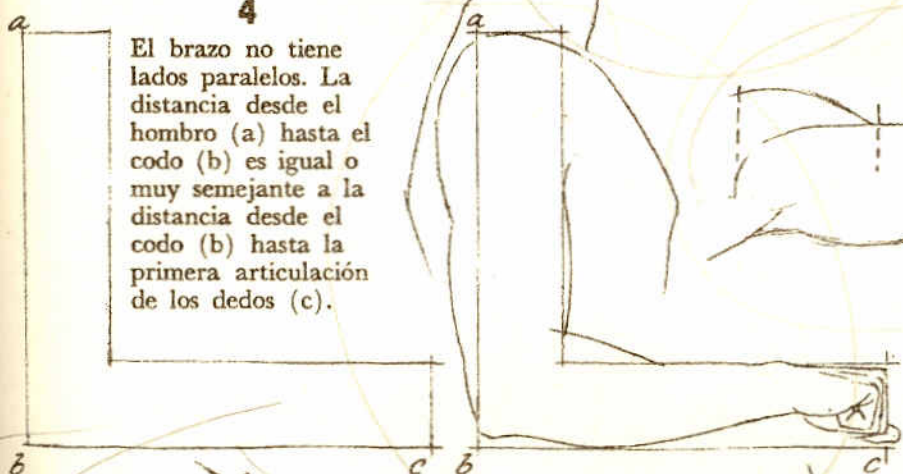 4
a
a
El brazo no tiene
lados paralelos. La
distancia desde el
hombro (a) hasta el
codo (b) es igual o
muy semejante a la
distancia desde el
codo (b) hasta la
primera articulación
de los dedos (c).
b
c
b
c